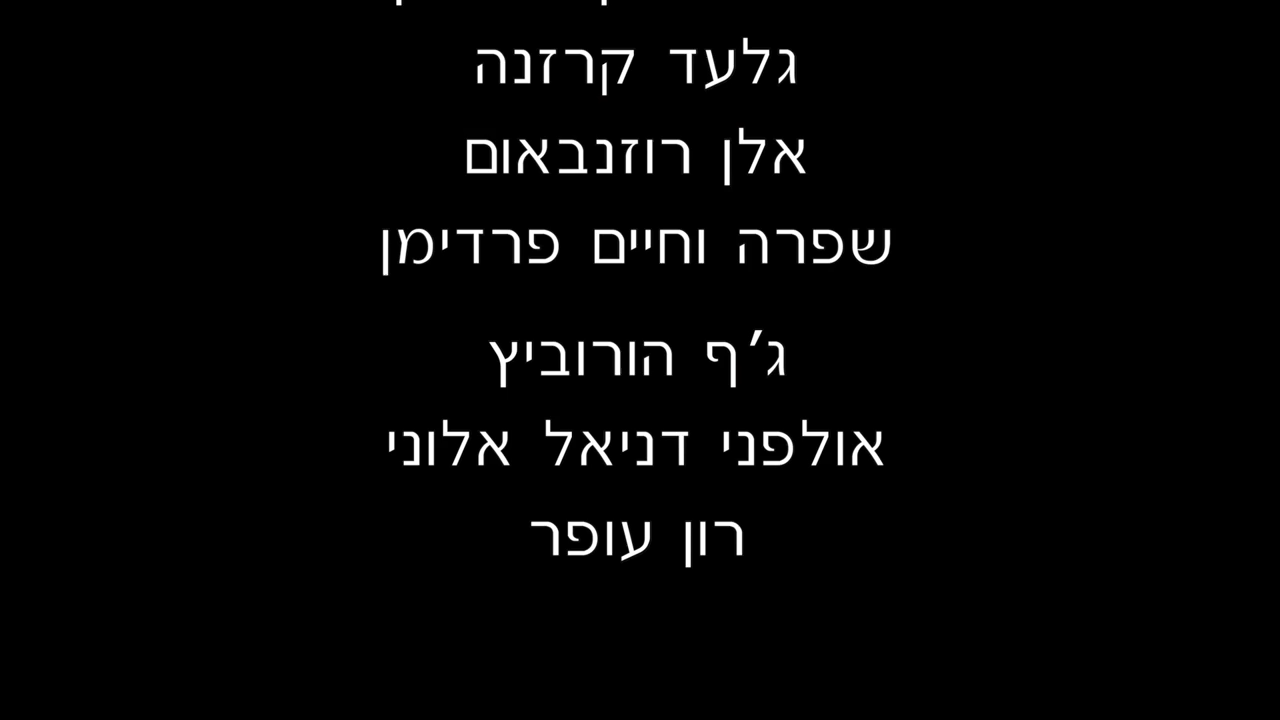 גלעד קרזנה
אלן רוזנבאום
שפרה וחיים פרדימן
ג'ף הורוביץ
אולפני דניאל אלוני
רון עופר